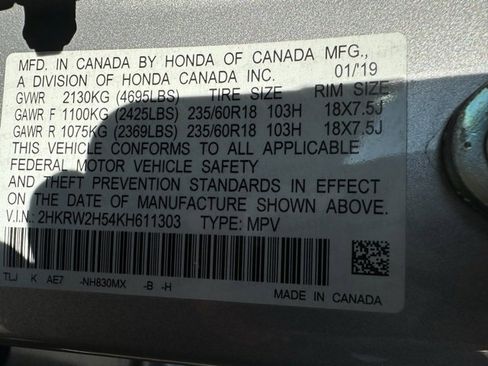 MFD. IN CANADA BY HONDA OF CANADA MFG.,
A DIVISION OF HONDA CANADA INC. 01/19
GVWR 2130KG (4695LBS) TIRE SIZE RIM SIZE
GAWR F 1100KG (2425LBS) 235/60R18 103H 18X7.5J
GAWR R 1075KG (2369LBS) 235/60R18 103H 18X7.5J
THIS VEHICLE CONFORMS TO ALL APPLICABLE
FEDERAL MOTOR VEHICLE SAFETY
AND THEFT PREVENTION STANDARDS IN EFFECT
ON THE DATE OF MANUFACTURE SHOWN ABOVE.
V.I.N.: 2HKRW2H54KH611303 TYPE: MPV
TLJ K AE7 -NH830MX -B -H
MADE IN CANADA